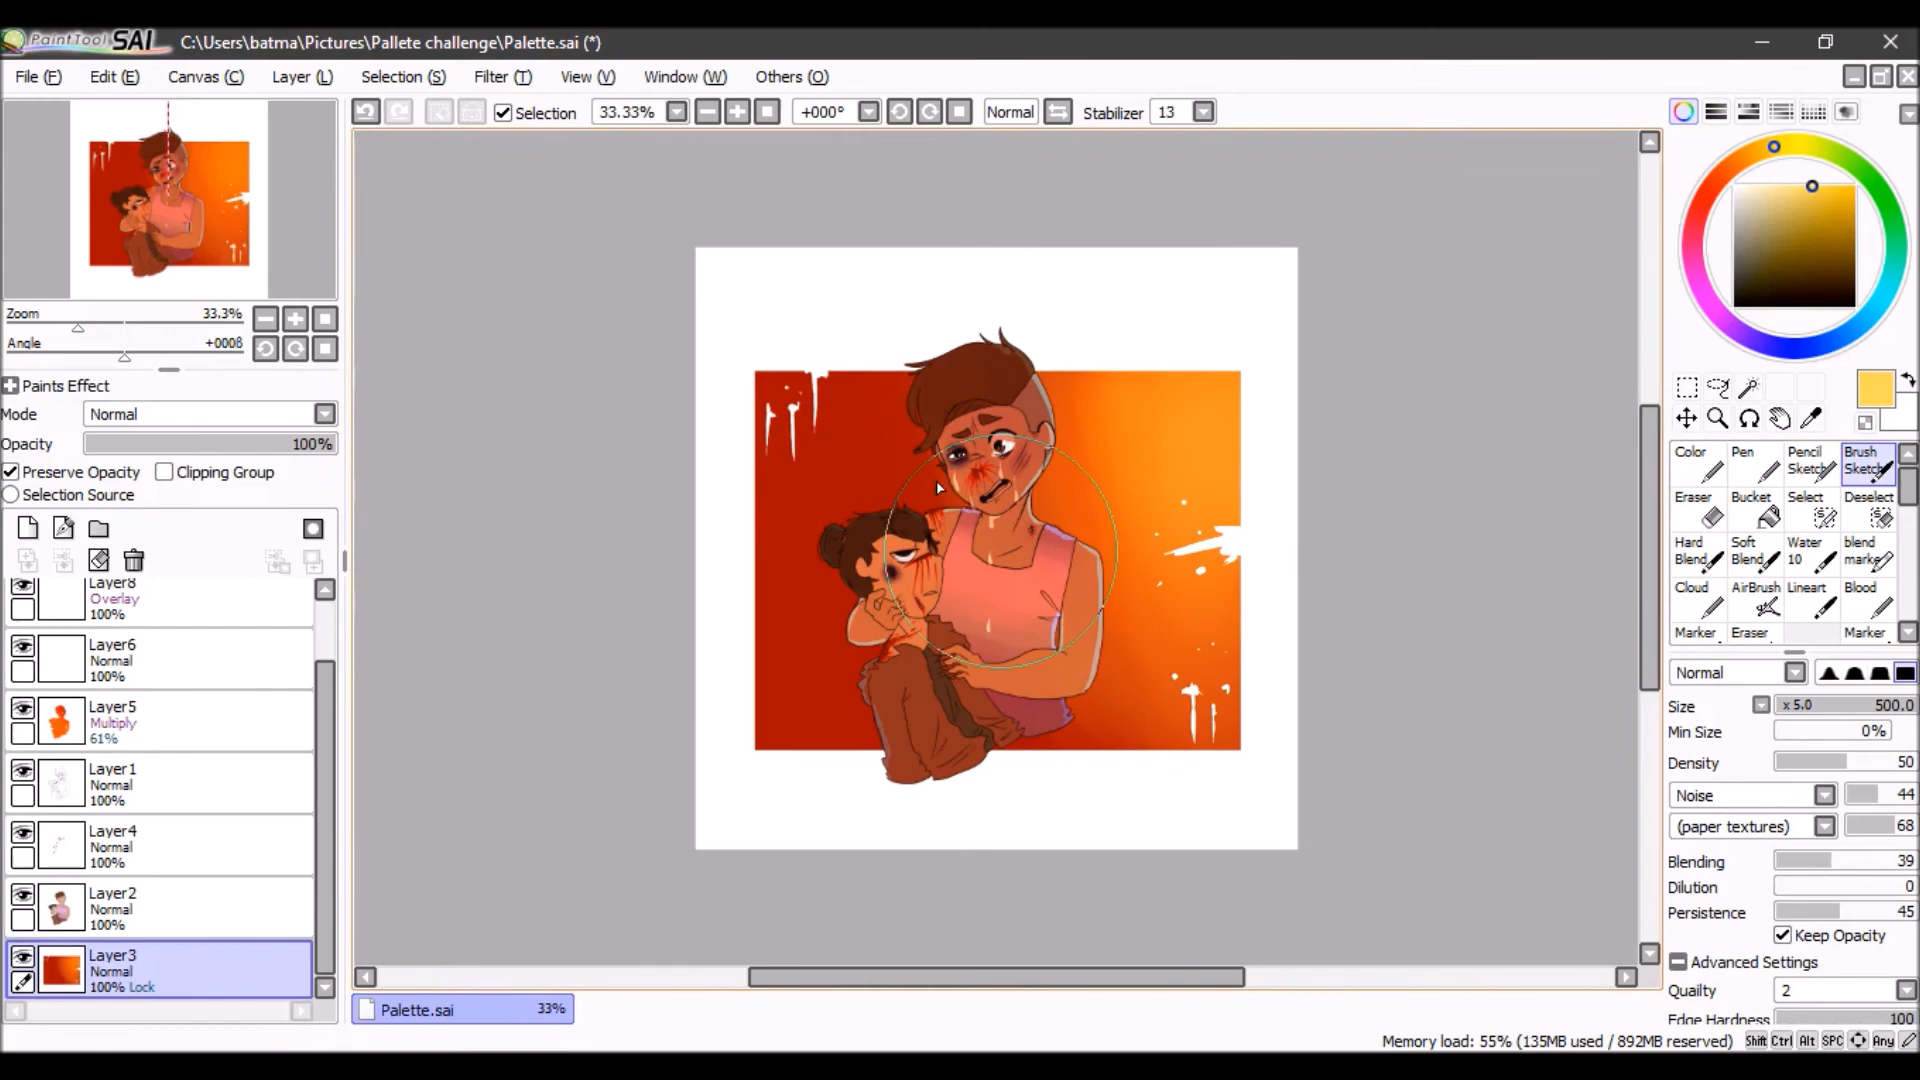 PaintTool SAI C:\Users\batma\Pictures\Pallete challenge\Palette.sai (*)
File (F) Edit (E) Canvas (C) Layer (L) Selection (S) Filter (T) View (V) Window (W) Others (O)
Selection 33.33% +000° Normal Stabilizer 13
Zoom 33.3%
Angle +000ß
Paints Effect
Mode Normal
Opacity 100%
Preserve Opacity Clipping Group
Selection Source
Layer8
Overlay
100%
Layer6
Normal
100%
Layer5
Multiply
61%
Layer1
Normal
100%
Layer4
Normal
100%
Layer2
Normal
100%
Layer3
Normal
100% Lock
Palette.sai 33%
Color Pen Pencil Sketch Brush Sketch
Eraser Bucket Select Deselect
Hard Blend Soft Blend Water 10 blend marke
Cloud AirBrush Lineart Blood
Marker Eraser Marker
Normal
Size x 5.0 500.0
Min Size 0%
Density 50
Noise 44
(paper textures) 68
Blending 39
Dilution 0
Persistence 45
Keep Opacity
Advanced Settings
Quailty 2
Edge Hardness 100
Memory load: 55% (135MB used / 892MB reserved) Shift Ctrl Alt SPC Any